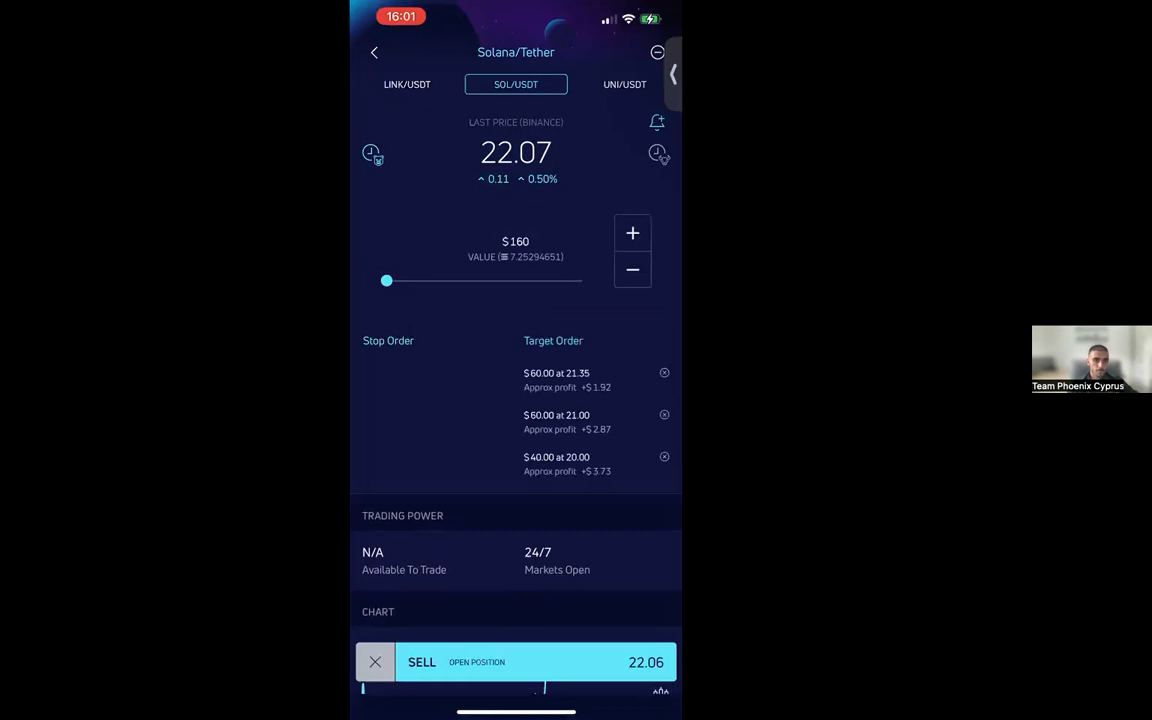 16:01
Solana/Tether
LINK/USDT
SOL/USDT
UNI/USDT
LAST PRICE (BINANCE)
22.07
0.11 0.50%
$160
VALUE (7.25294651)
Stop Order
Target Order
$60.00 at 21.35
Approx profit +$1.92
$60.00 at 21.00
Approx profit +$2.87
$40.00 at 20.00
Approx profit +$3.73
TRADING POWER
N/A
Available To Trade
24/7
Markets Open
CHART
SELL OPEN POSITION 22.06
Team Phoenix Cyprus